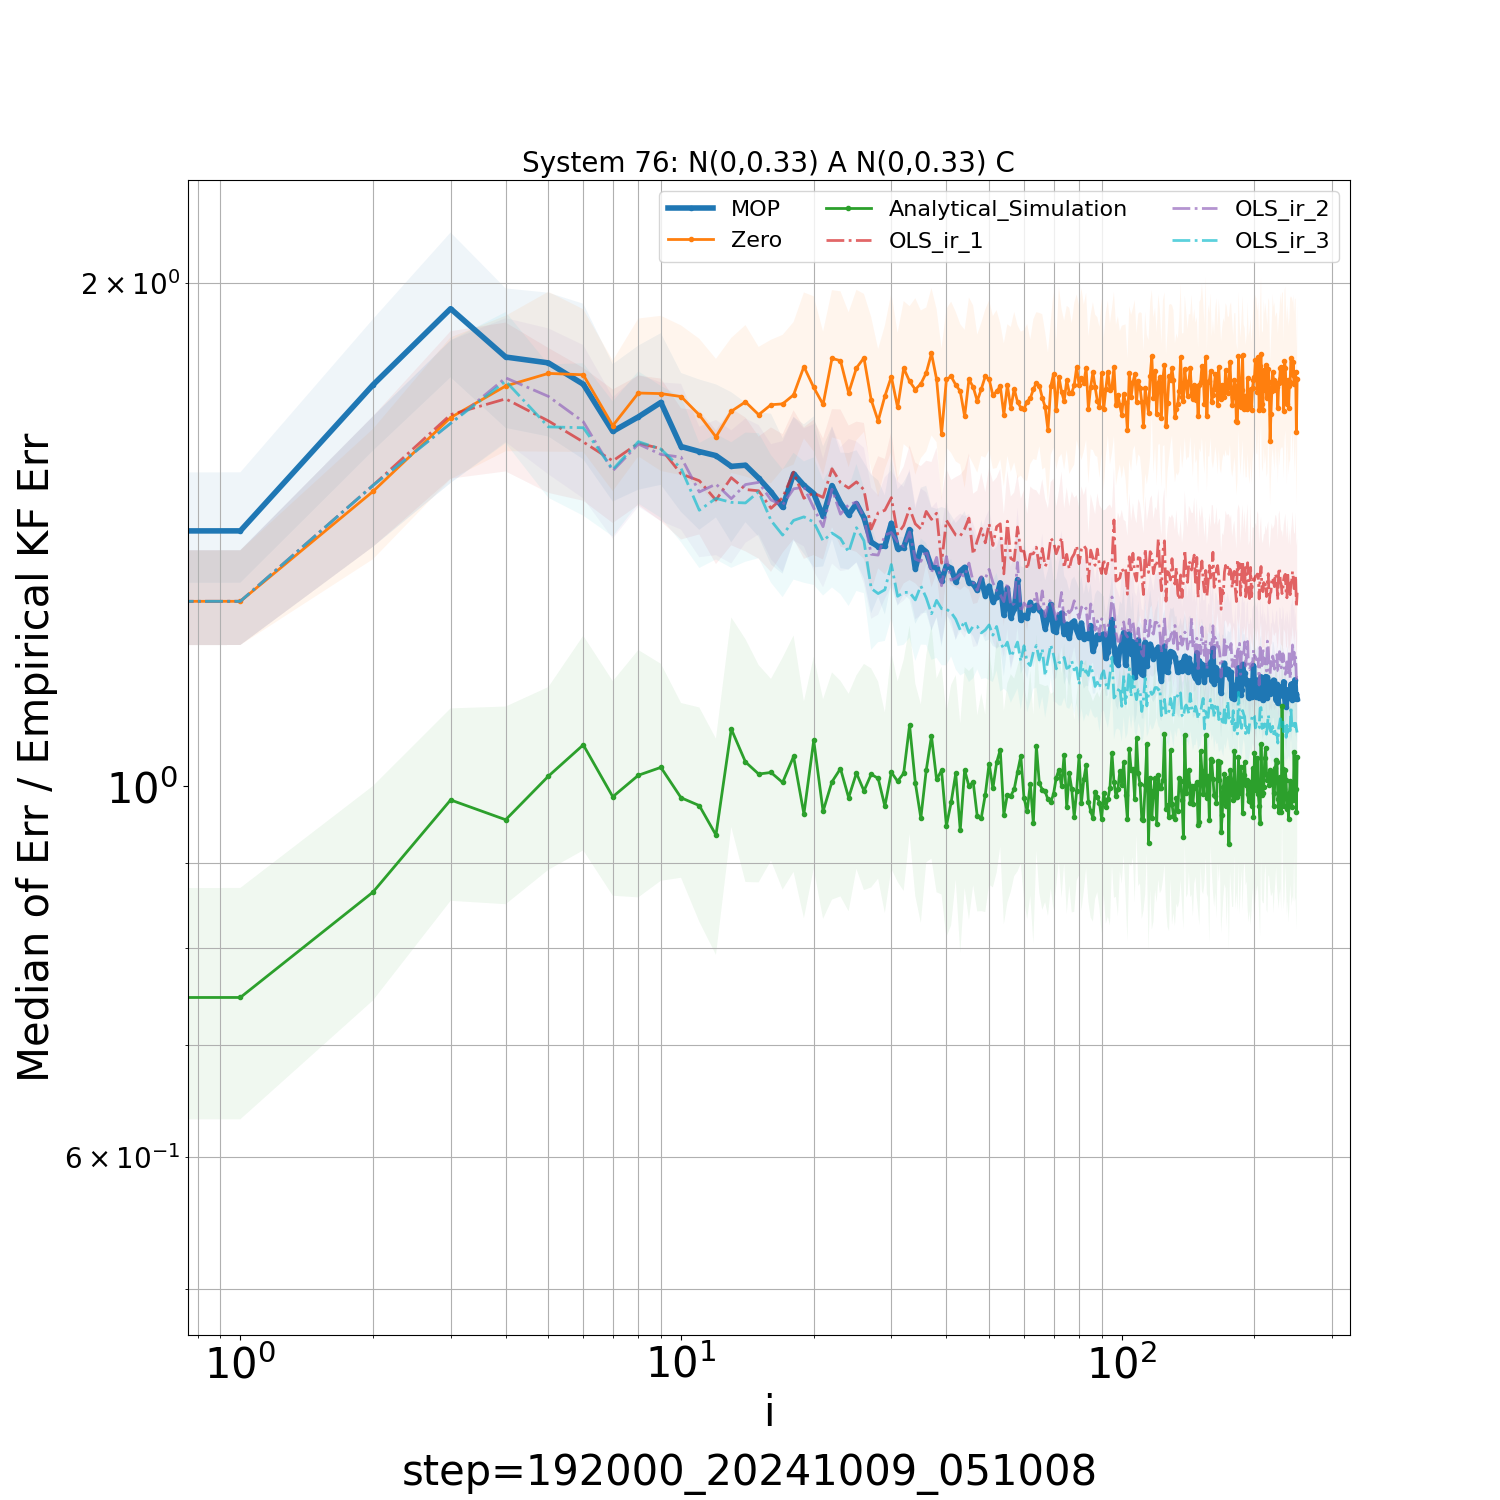 System 76: N(0,0.33) A N(0,0.33) C
MOP
Zero
Analytical_Simulation
OLS_ir_1
OLS_ir_2
OLS_ir_3
Median of Err / Empirical KF Err
2 × 10⁰
10⁰
6 × 10⁻¹
10⁰ 10¹ 10²
i
step=192000_20241009_051008